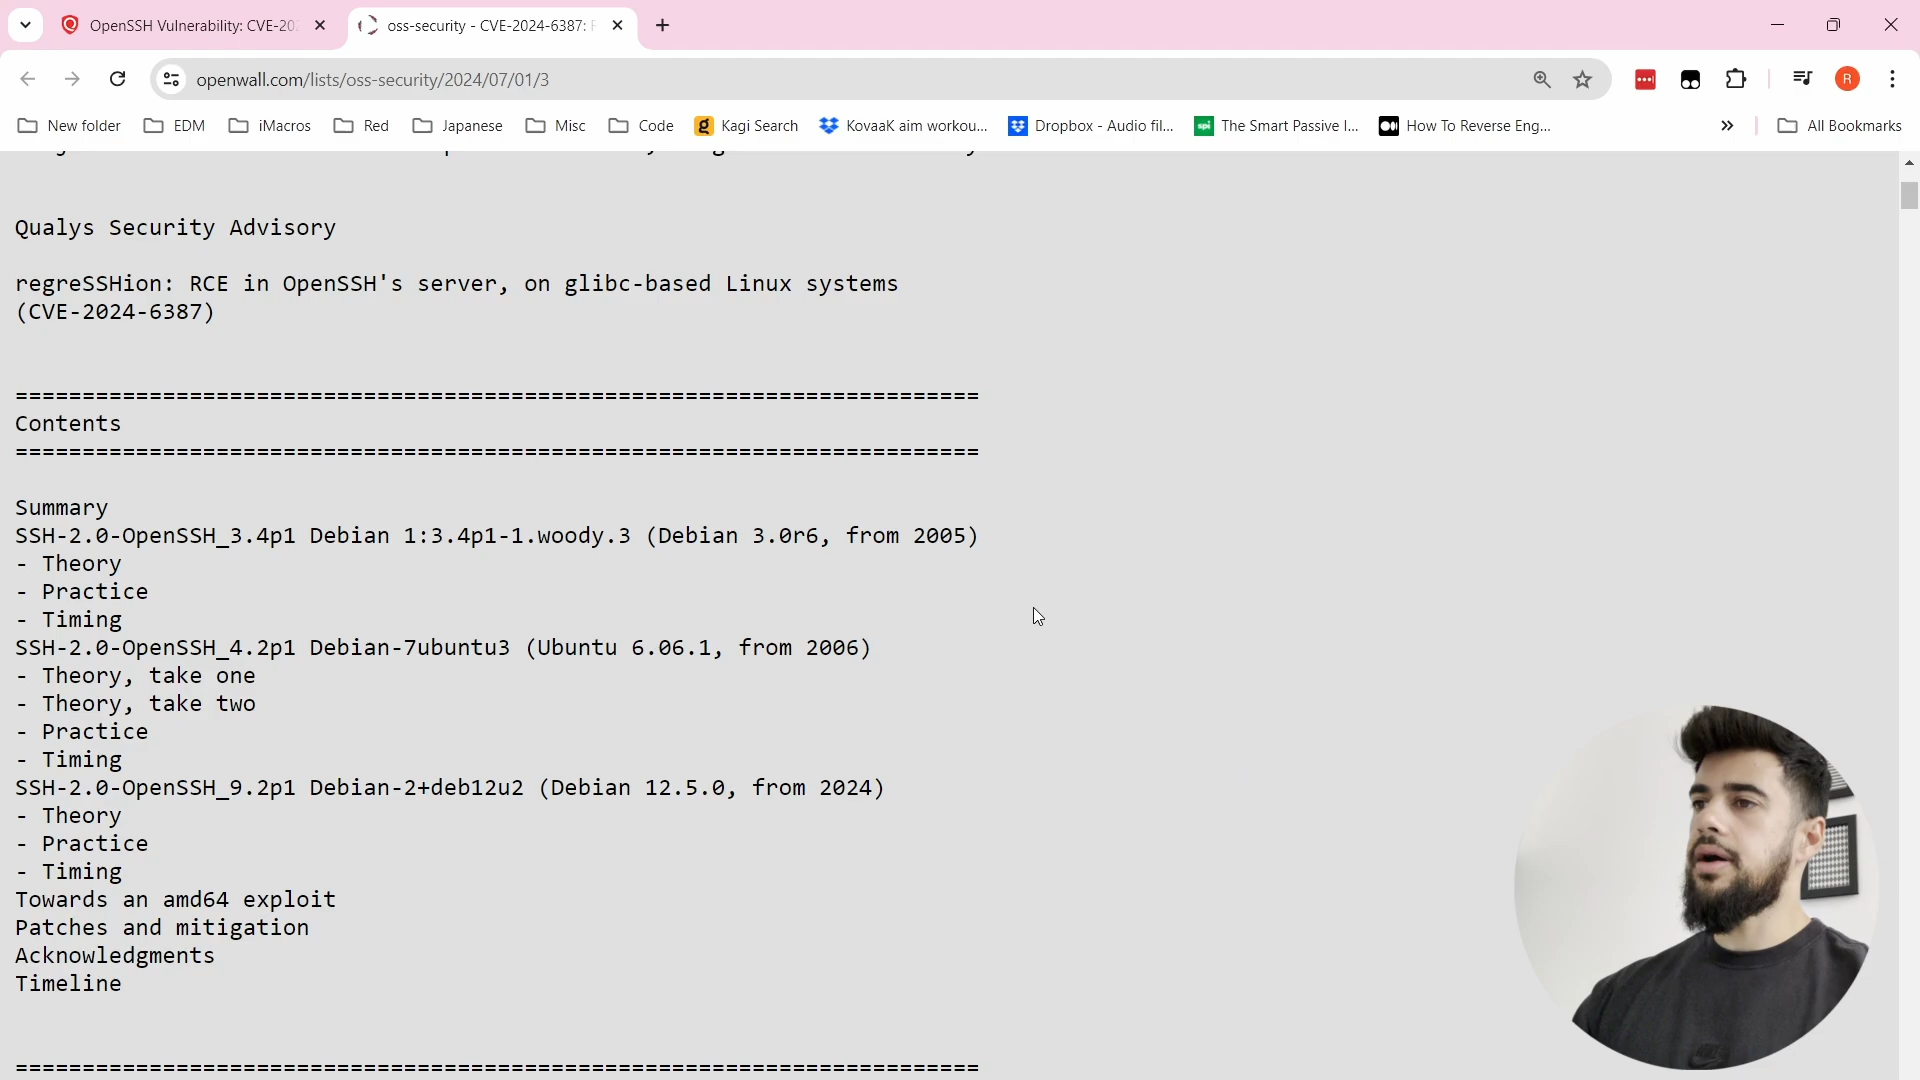 OpenSSH Vulnerability: CVE-20
oss-security - CVE-2024-6387:
openwall.com/lists/oss-security/2024/07/01/3
R
New folder
EDM
iMacros
Red
Japanese
Misc
Code
Kagi Search
KovaaK aim workou...
Dropbox - Audio fil...
spi
The Smart Passive I...
How To Reverse Eng...
All Bookmarks
Qualys Security Advisory
regreSSHion: RCE in OpenSSH's server, on glibc-based Linux systems
(CVE-2024-6387)
========================================================================
Contents
========================================================================
Summary
SSH-2.0-OpenSSH_3.4p1 Debian 1:3.4p1-1.woody.3 (Debian 3.0r6, from 2005)
- Theory
- Practice
- Timing
SSH-2.0-OpenSSH_4.2p1 Debian-7ubuntu3 (Ubuntu 6.06.1, from 2006)
- Theory, take one
- Theory, take two
- Practice
- Timing
SSH-2.0-OpenSSH_9.2p1 Debian-2+deb12u2 (Debian 12.5.0, from 2024)
- Theory
- Practice
- Timing
Towards an amd64 exploit
Patches and mitigation
Acknowledgments
Timeline
========================================================================